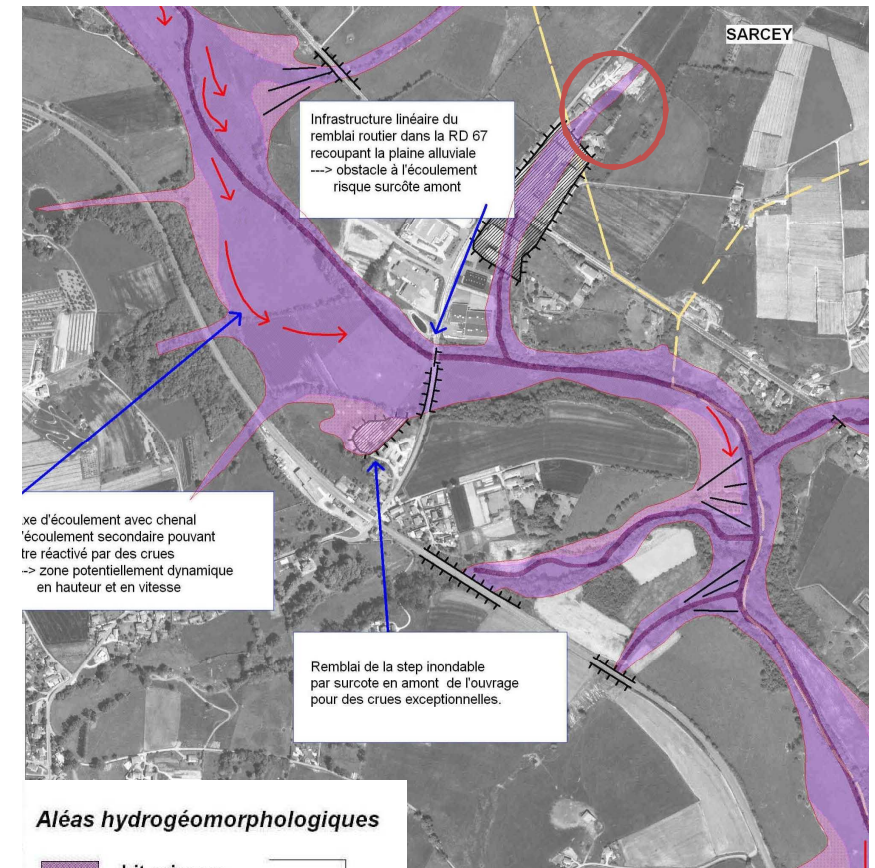 SARCEY
Infrastructure linéaire du
remblai routier dans la RD 67
recoupant la plaine alluviale
---> obstacle à l'écoulement
risque surcôte amont
xe d'écoulement avec chenal
'écoulement secondaire pouvant
tre réactivé par des crues
--> zone potentiellement dynamique
en hauteur et en vitesse
Remblai de la step inondable
par surcote en amont de l'ouvrage
pour des crues exceptionnelles.
Aléas hydrogéomorphologiques